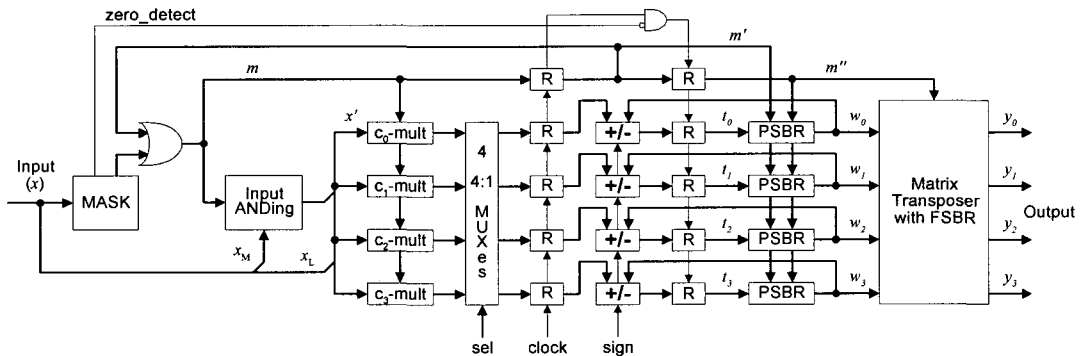 zero_detect
m
m'
m''
R
R
x'
c0-mult
R
+/-
R
t0
PSBR
w0
y0
Input
(x)
MASK
Input
ANDing
xM
xL
c1-mult
R
+/-
R
t1
PSBR
w1
y1
4
4:1
MUXes
Matrix
Transposer
with FSBR
Output
c2-mult
R
+/-
R
t2
PSBR
w2
y2
c3-mult
R
+/-
R
t3
PSBR
w3
y3
sel
clock
sign